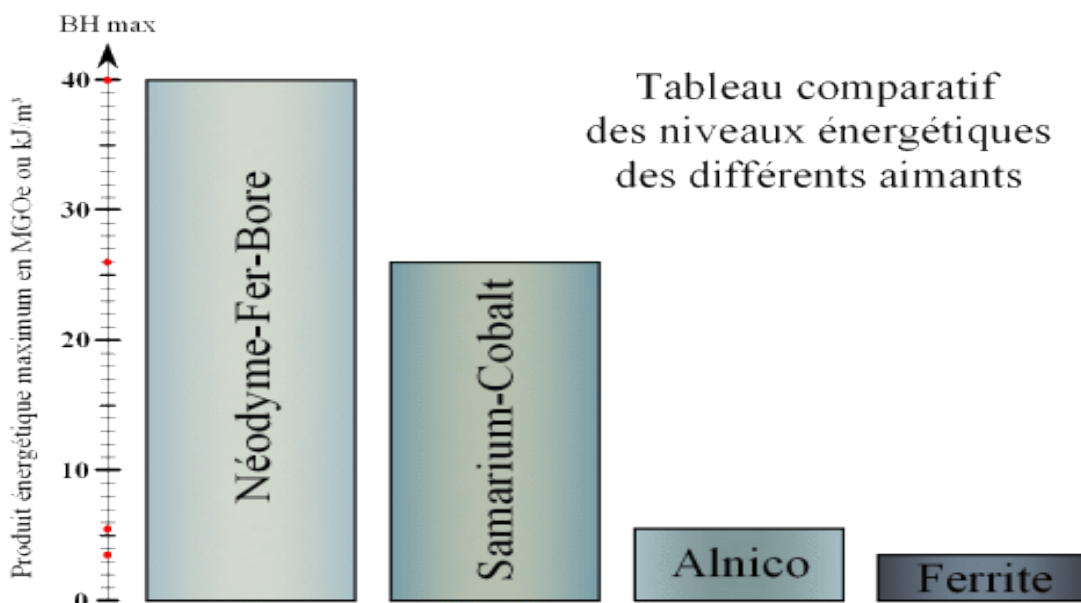 BH max
Produit énergétique maximum en MGOe ou kJ/m³
40
30
20
10
0
Tableau comparatif
des niveaux énergétiques
des différents aimants
Néodyme-Fer-Bore
Samarium-Cobalt
Alnico
Ferrite